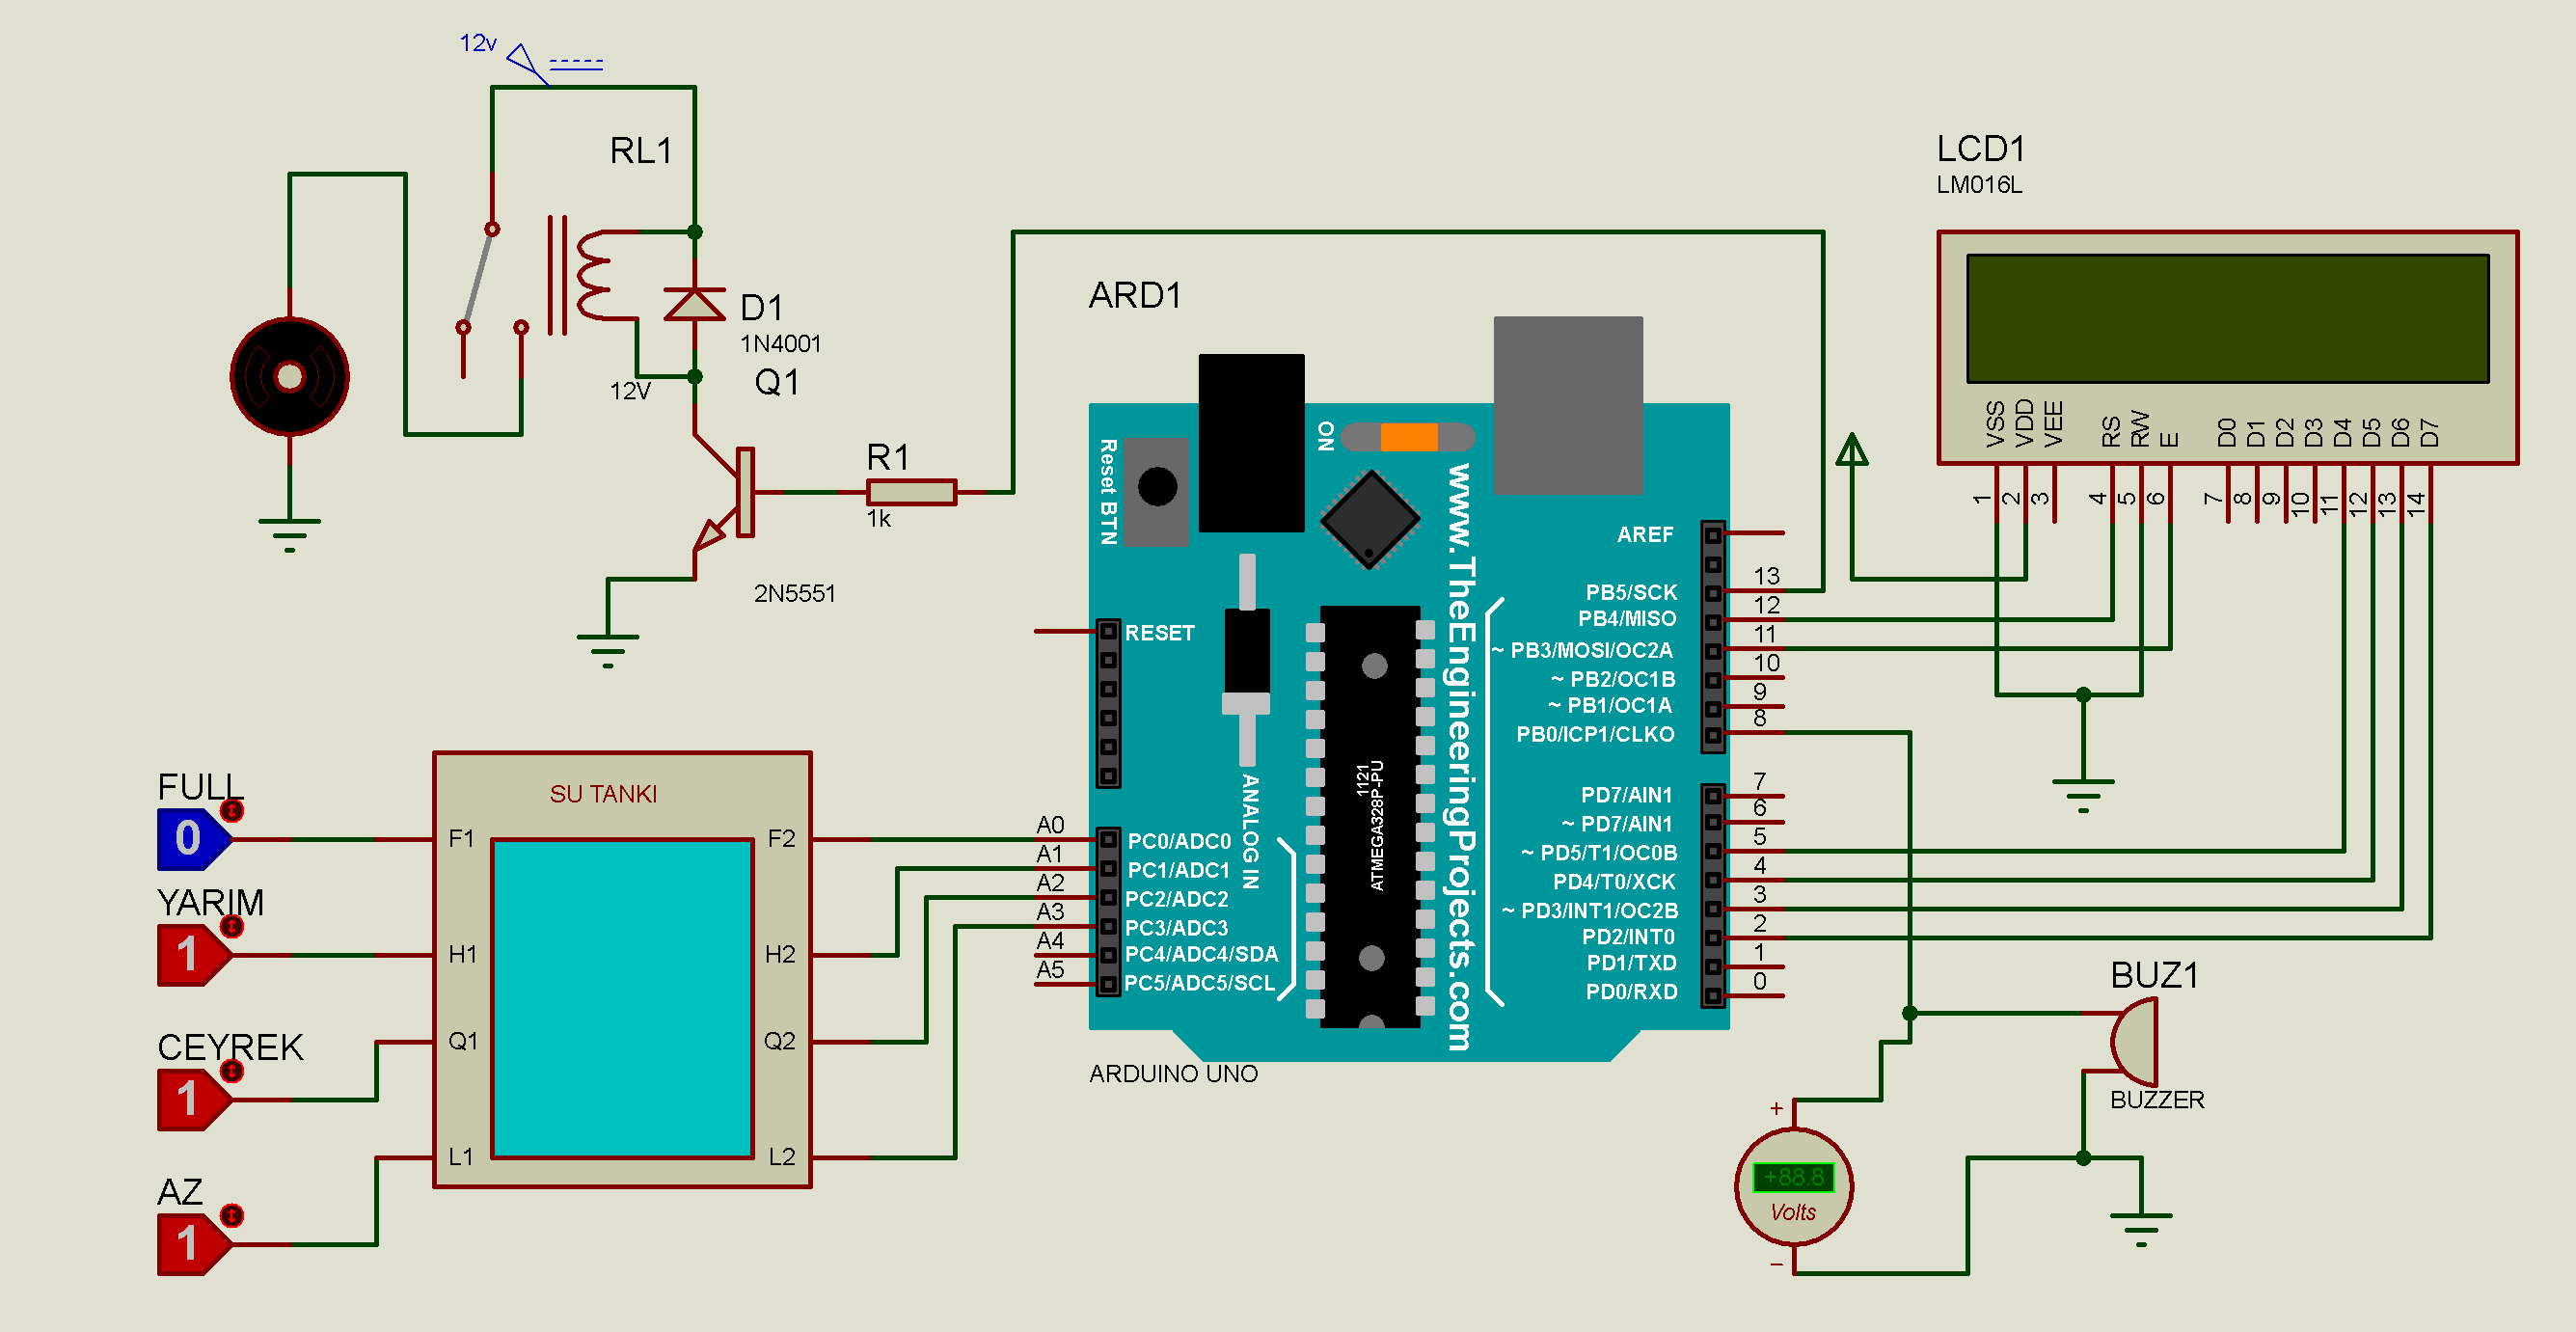 12v
RL1
D1
1N4001
12V
Q1
R1
1k
2N5551
LCD1
LM016L
VSS
VDD
VEE
RS
RW
E
D0
D1
D2
D3
D4
D5
D6
D7
1
2
3
4
5
6
7
8
9
10
11
12
13
14
ARD1
Reset BTN
ON
www.TheEngineeringProjects.com
AREF
PB5/SCK
13
PB4/MISO
12
~ PB3/MOSI/OC2A
11
~ PB2/OC1B
10
~ PB1/OC1A
9
PB0/ICP1/CLKO
8
PD7/AIN1
7
~ PD7/AIN1
6
~ PD5/T1/OC0B
5
PD4/T0/XCK
4
~ PD3/INT1/OC2B
3
PD2/INT0
2
PD1/TXD
1
PD0/RXD
0
RESET
ANALOG IN
1121
ATMEGA328P-PU
A0
PC0/ADC0
A1
PC1/ADC1
A2
PC2/ADC2
A3
PC3/ADC3
A4
PC4/ADC4/SDA
A5
PC5/ADC5/SCL
ARDUINO UNO
FULL
0
YARIM
1
CEYREK
1
AZ
1
SU TANKI
F1
F2
H1
H2
Q1
Q2
L1
L2
BUZ1
BUZZER
+
+88.8
Volts
−